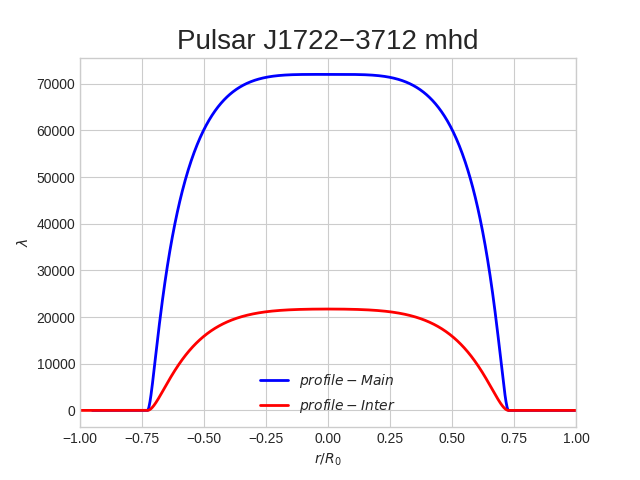 Pulsar J1722−3712 mhd
70000
60000
50000
40000
30000
20000
10000
0
λ
profile − Main
profile − Inter
−1.00 −0.75 −0.50 −0.25 0.00 0.25 0.50 0.75 1.00
r/R₀